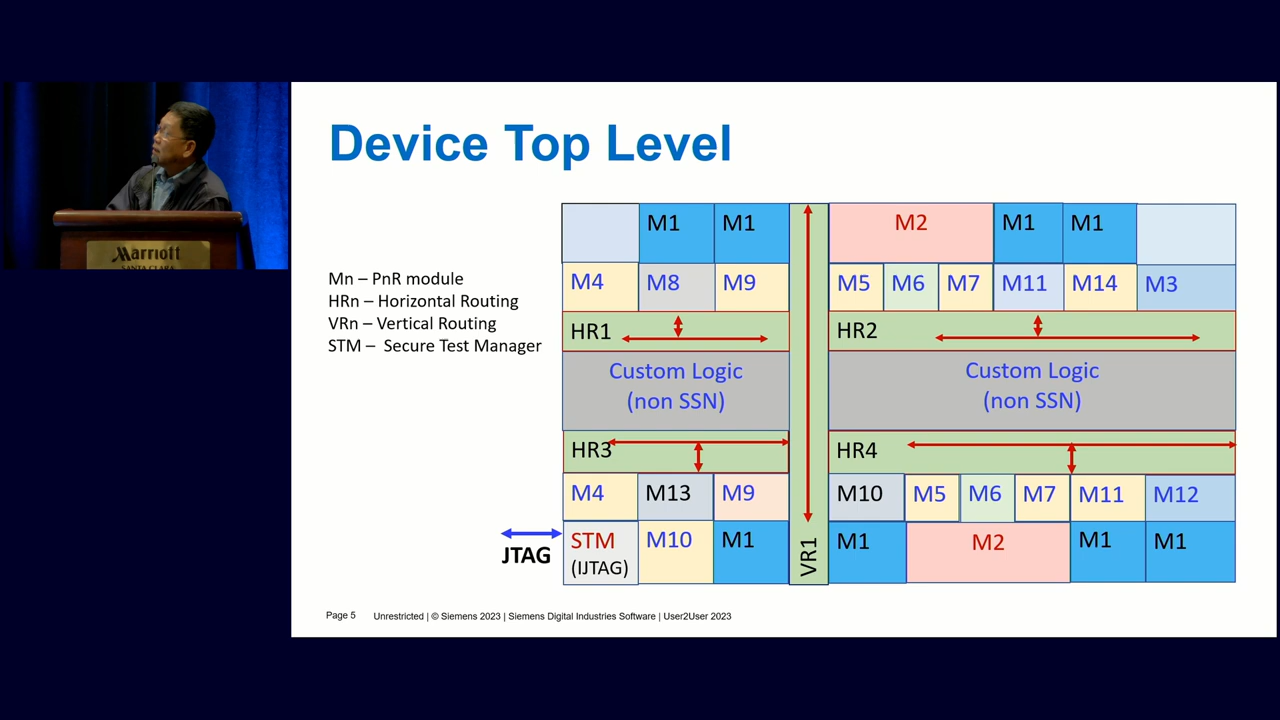 Device Top Level
Mn – PnR module
HRn – Horizontal Routing
VRn – Vertical Routing
STM – Secure Test Manager
M1 M1 M2 M1 M1
M4 M8 M9 M5 M6 M7 M11 M14 M3
HR1 HR2
Custom Logic
(non SSN)
Custom Logic
(non SSN)
HR3 HR4
M4 M13 M9 M10 M5 M6 M7 M11 M12
JTAG
STM
(IJTAG)
M10 M1 VR1 M1 M2 M1 M1
Page 5 Unrestricted | © Siemens 2023 | Siemens Digital Industries Software | User2User 2023
Marriott
SANTA CLARA